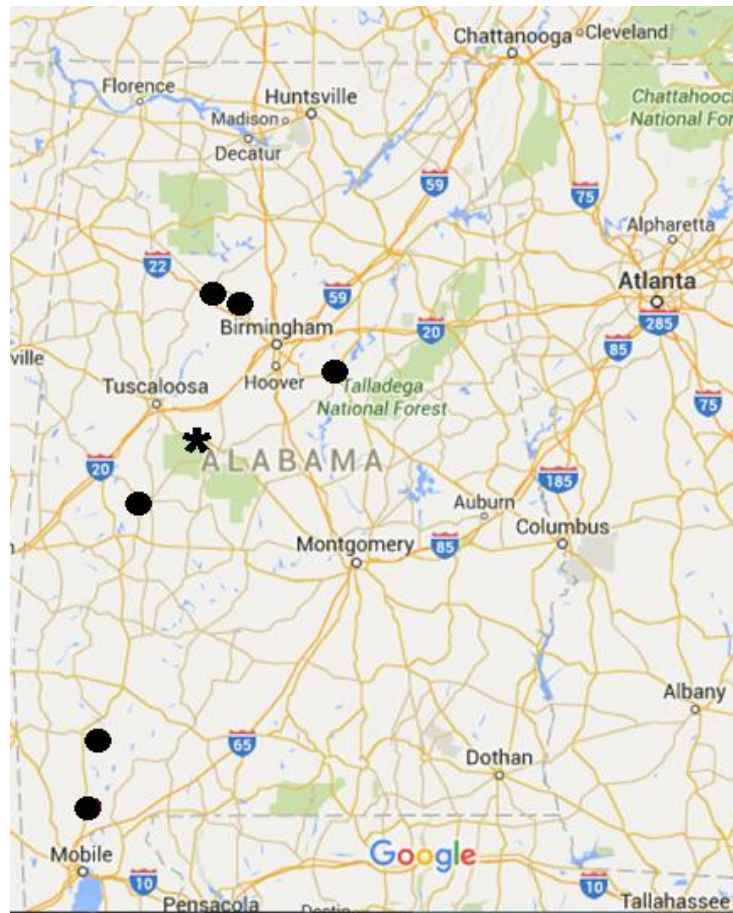 Chattanooga
Cleveland
Florence
Huntsville
Chattahooc
National For
Madison
Decatur
59
75
Alpharetta
22
Atlanta
59
285
Birmingham
20
85
ville
Hoover
Talladega
National Forest
Tuscaloosa
75
*
ALABAMA
20
185
Auburn
Columbus
Montgomery
85
Albany
65
Dothan
Mobile
Google
10
10
Pensacola
Destin
Tallahassee